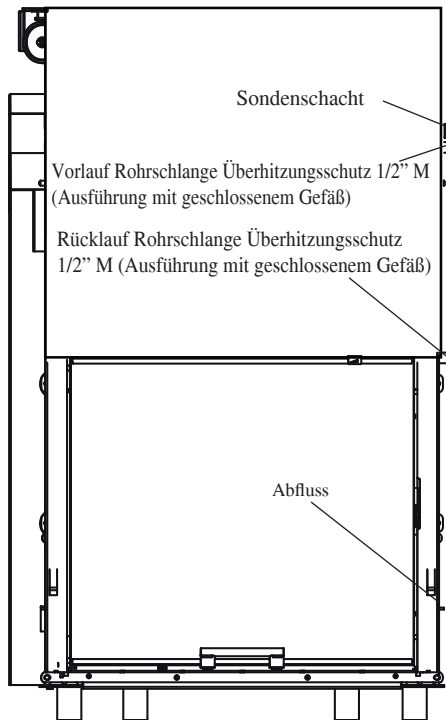 Sondenschacht
Vorlauf Rohrschlange Überhitzungsschutz 1/2” M
(Ausführung mit geschlossenem Gefäß)
Rücklauf Rohrschlange Überhitzungsschutz
1/2” M (Ausführung mit geschlossenem Gefäß)
Abfluss